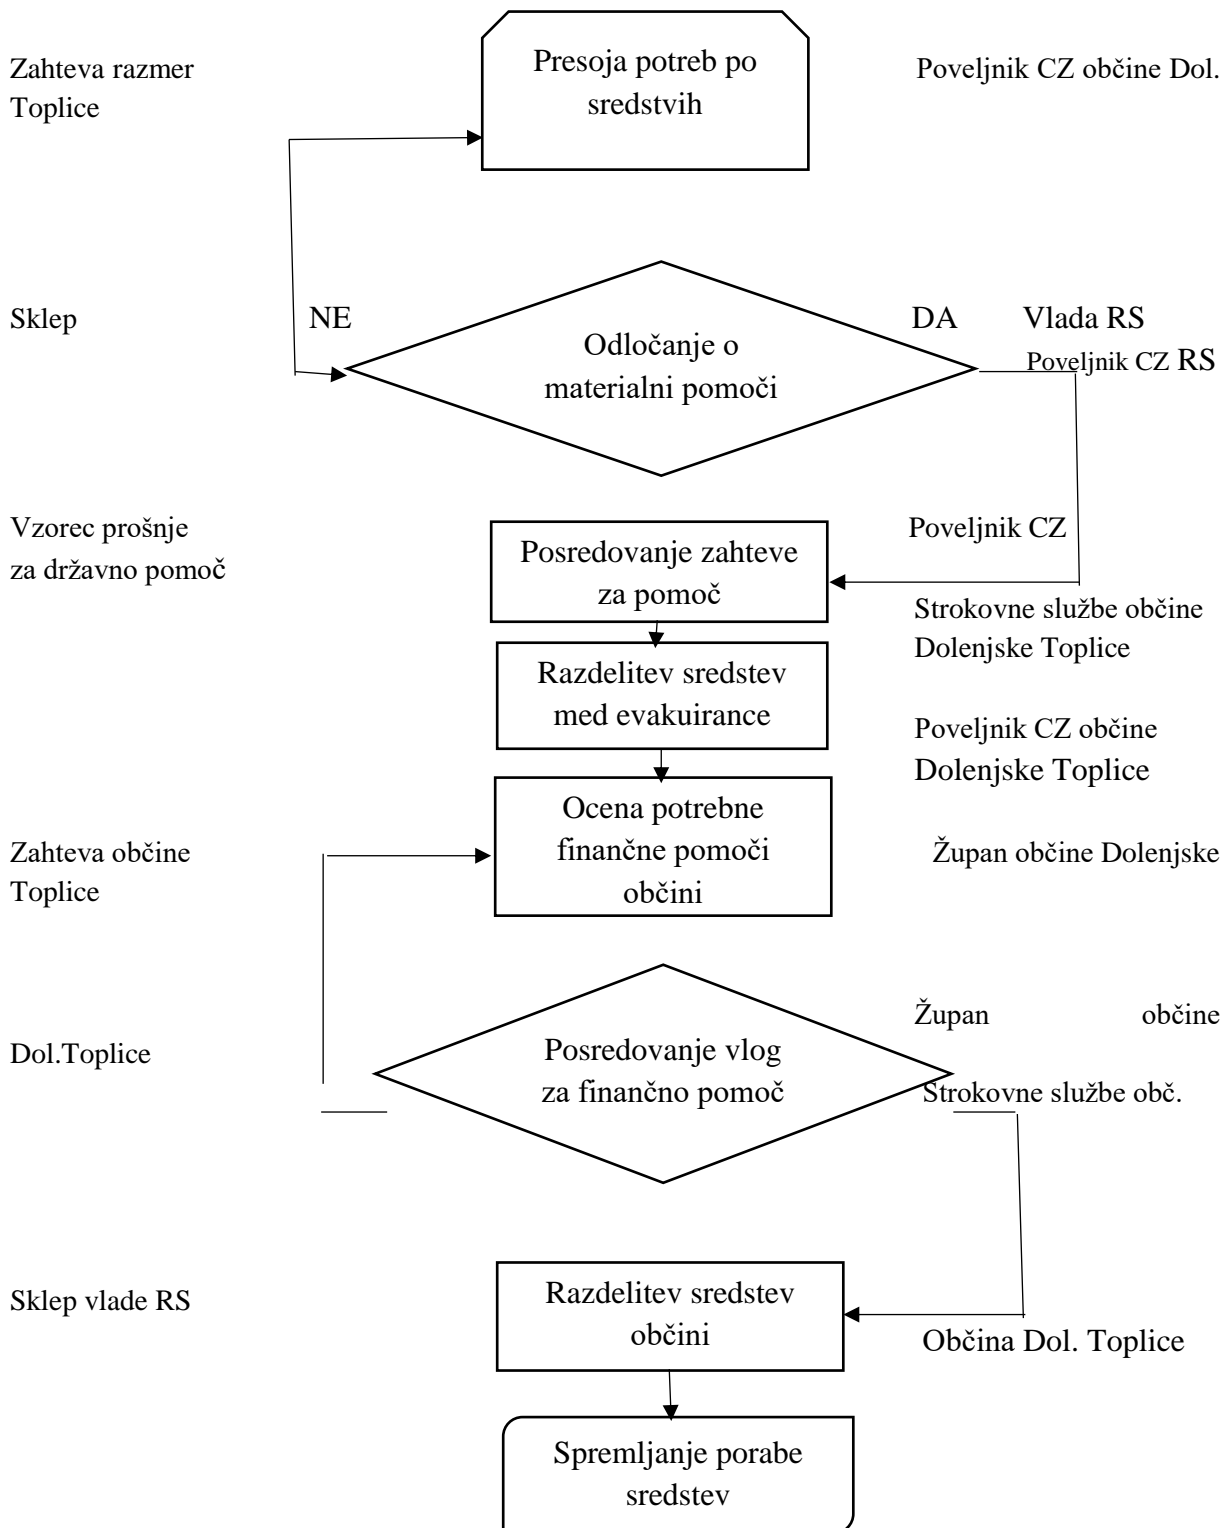 Presoja potreb po
sredstvih
Zahteva razmer
Toplice
Poveljnik CZ občine Dol.
Sklep
NE
Odločanje o
materialni pomoči
DA
Vlada RS
Poveljnik CZ RS
Vzorec prošnje
za državno pomoč
Posredovanje zahteve
za pomoč
Poveljnik CZ
Strokovne službe občine
Dolenjske Toplice
Razdelitev sredstev
med evakuirance
Poveljnik CZ občine
Dolenjske Toplice
Ocena potrebne
finančne pomoči
občini
Zahteva občine
Toplice
Župan občine Dolenjske
Župan občine
Dol.Toplice
Posredovanje vlog
za finančno pomoč
Strokovne službe obč.
Sklep vlade RS
Razdelitev sredstev
občini
Občina Dol. Toplice
Spremljanje porabe
sredstev